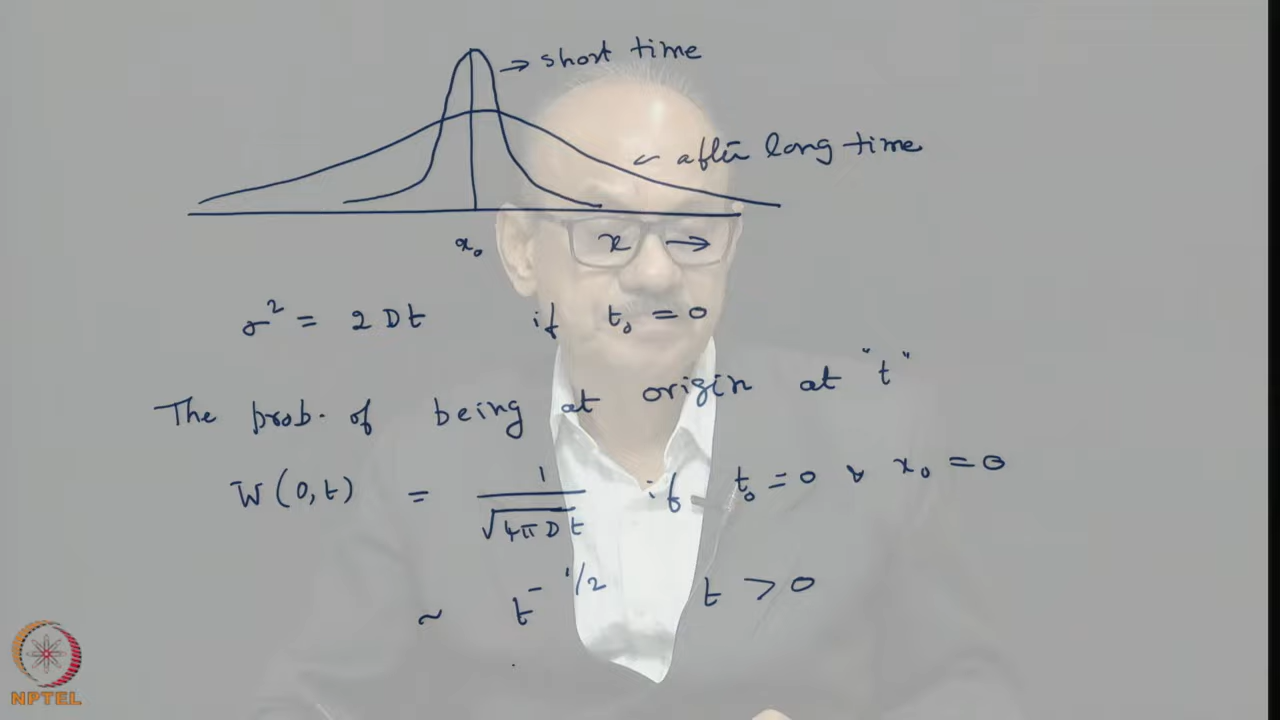 → short time
← after long time
x₀ x →
σ² = 2Dt if t₀ = 0
The prob. of being at origin at "t"
W(0,t) = 1/√4πDt if t₀ = 0 & x₀ = 0
~ t^-1/2 t > 0
NPTEL